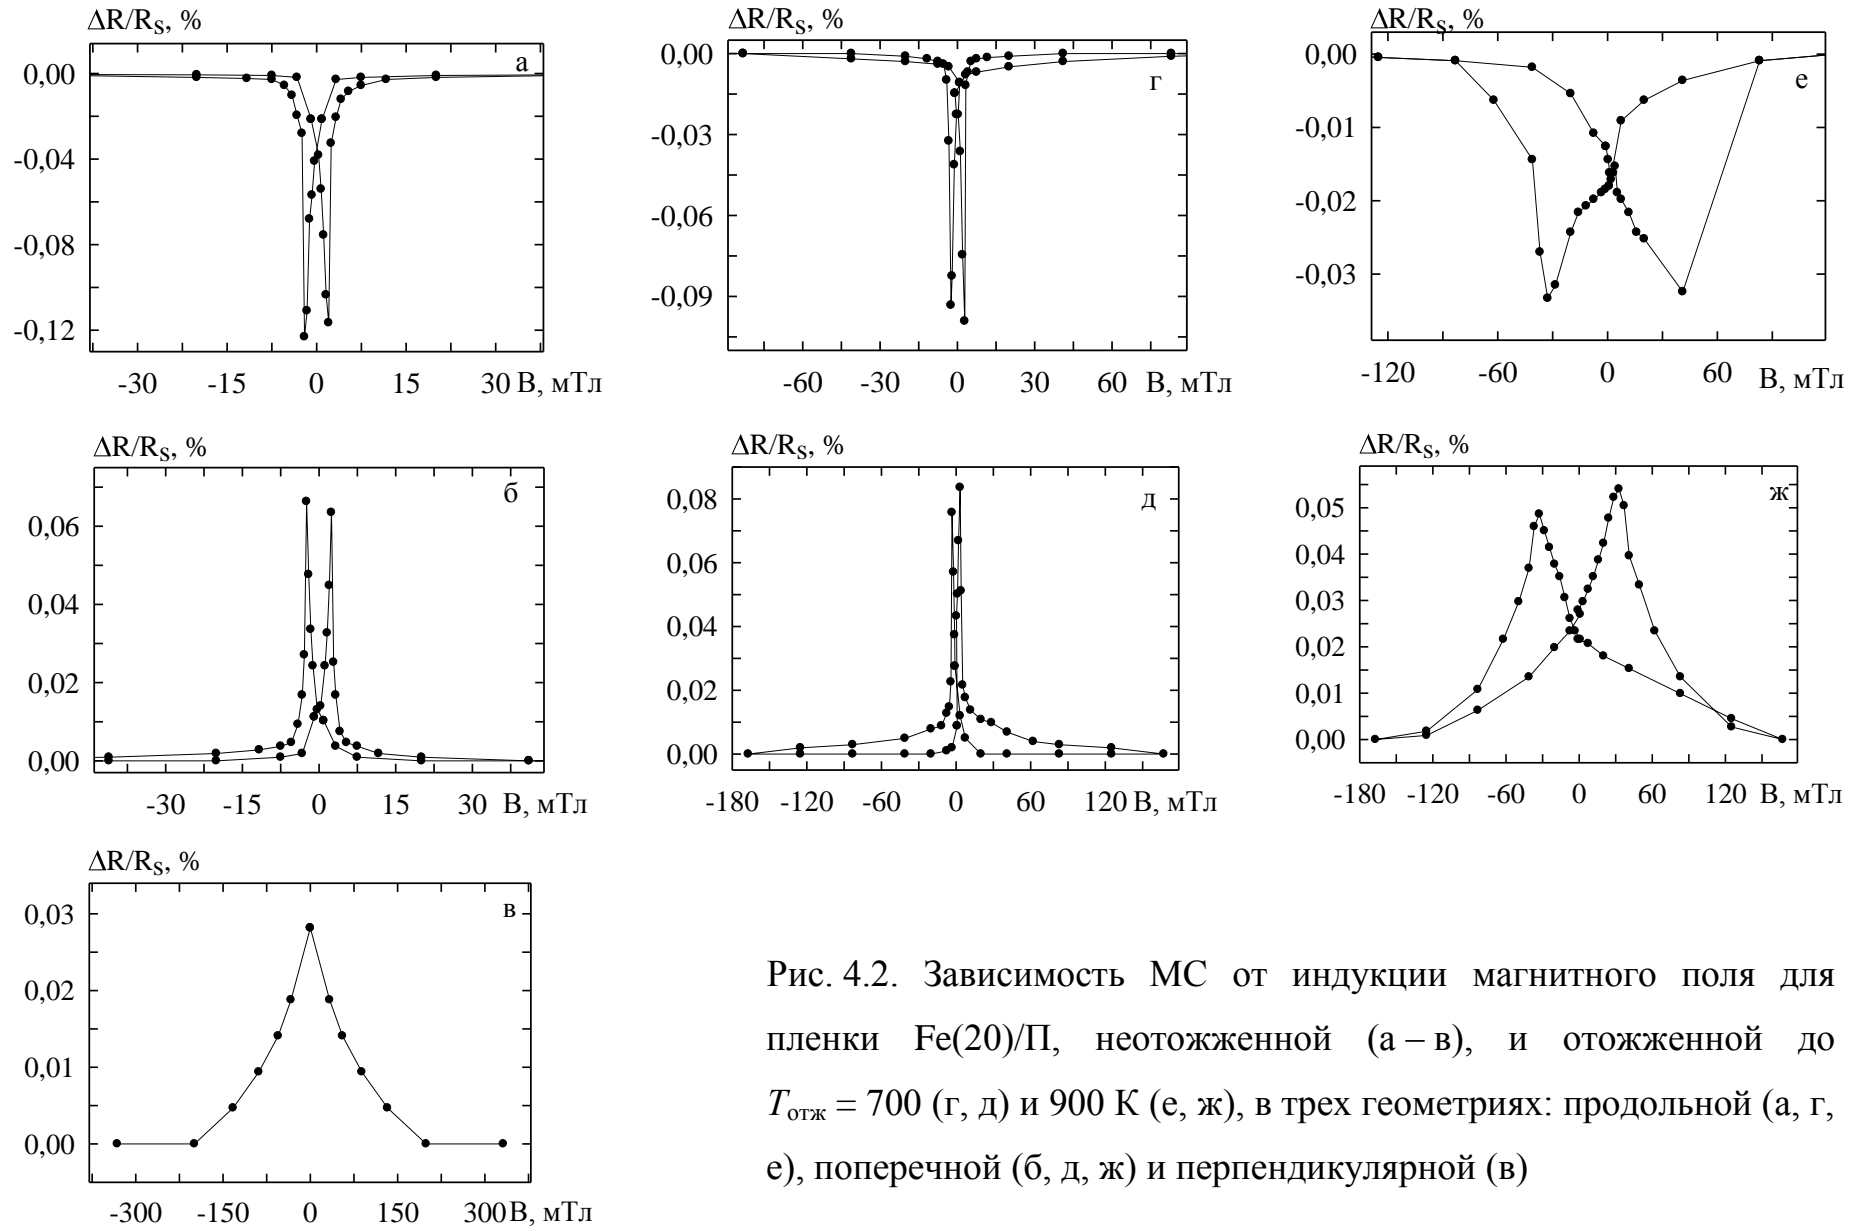 ΔR/R_S, %
а
0,00
-0,04
-0,08
-0,12
-30 -15 0 15 30 B, мТл
ΔR/R_S, %
г
0,00
-0,03
-0,06
-0,09
-60 -30 0 30 60 B, мТл
ΔR/R_S, %
е
0,00
-0,01
-0,02
-0,03
-120 -60 0 60 B, мТл
ΔR/R_S, %
б
0,06
0,04
0,02
0,00
-30 -15 0 15 30 B, мТл
ΔR/R_S, %
д
0,08
0,06
0,04
0,02
0,00
-180 -120 -60 0 60 120 B, мТл
ΔR/R_S, %
ж
0,05
0,04
0,03
0,02
0,01
0,00
-180 -120 -60 0 60 120 B, мТл
ΔR/R_S, %
в
0,03
0,02
0,01
0,00
-300 -150 0 150 300 B, мТл
Рис. 4.2. Зависимость МС от индукции магнитного поля для
пленки Fe(20)/П, неотожженной (а – в), и отожженной до
T_отж = 700 (г, д) и 900 К (е, ж), в трех геометриях: продольной (а, г,
е), поперечной (б, д, ж) и перпендикулярной (в)